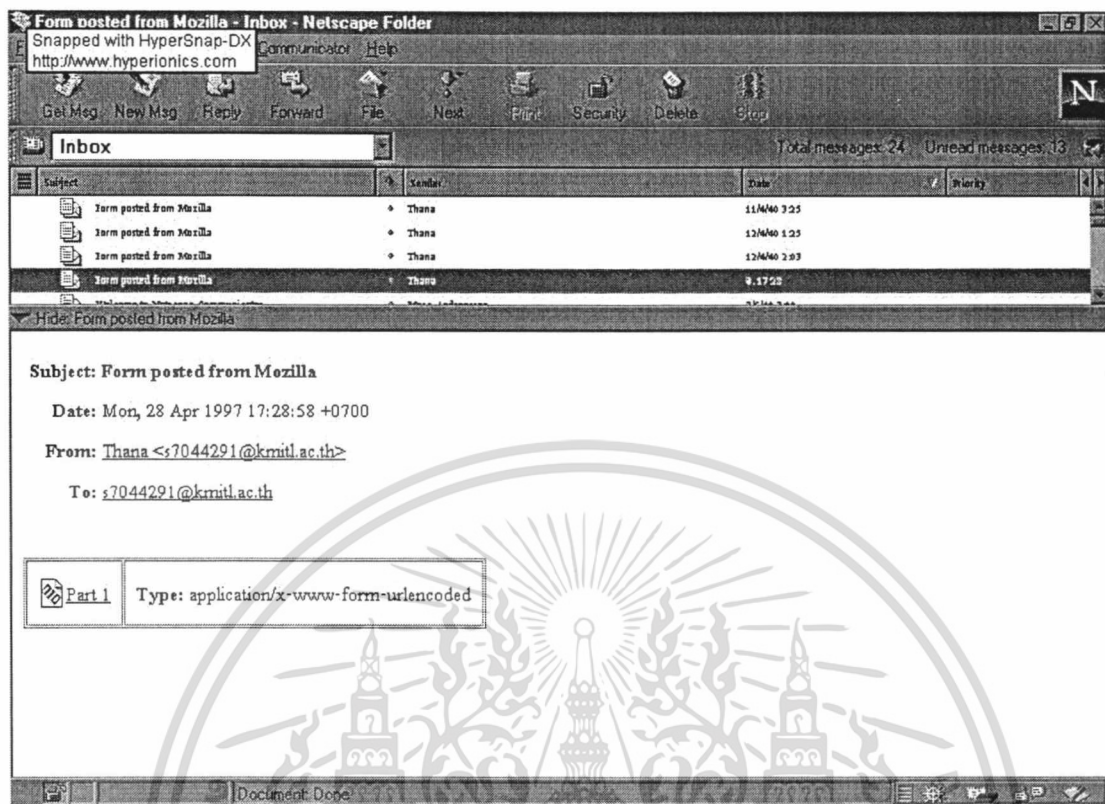 Form posted from Mozilla - Inbox - Netscape Folder
Snapped with HyperSnap-DX
http://www.hyperionics.com
Communicator Help
Get Msg New Msg Reply Forward File Next Print Security Delete Stop
N
Inbox Total messages: 24 Unread messages: 13
Subject Sender Date Priority
Form posted from Mozilla Thana 11/4/40 3:25
Form posted from Mozilla Thana 12/4/40 1:25
Form posted from Mozilla Thana 12/4/40 2:03
Form posted from Mozilla Thana
Hide: Form posted from Mozilla
Subject: Form posted from Mozilla
Date: Mon, 28 Apr 1997 17:28:58 +0700
From: Thana <s7044291@kmitl.ac.th>
To: s7044291@kmitl.ac.th
Part 1 Type: application/x-www-form-urlencoded
Document: Done